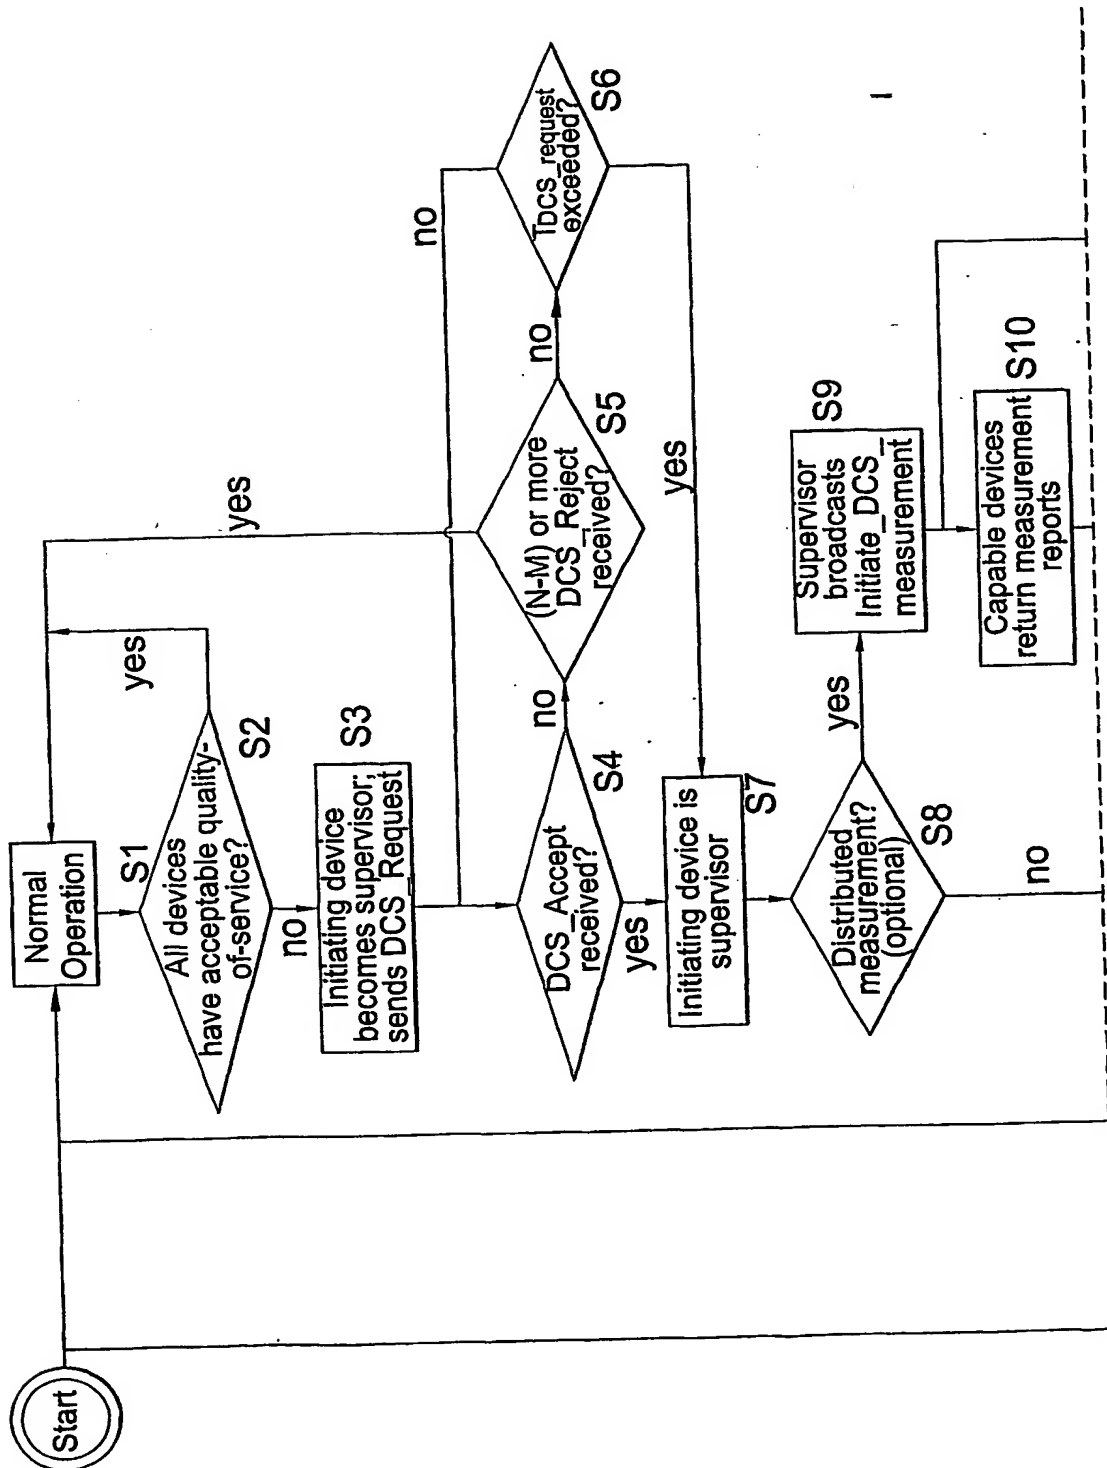 Start
Normal
Operation
S1
All devices
have acceptable quality-
of-service?
S2
yes
no
Initiating device
becomes supervisor;
sends DCS_Request
S3
DCS_Accept
received?
S4
no
yes
(N-M) or more
DCS_Reject
received?
S5
yes
no
TDCS_request
exceeded?
S6
no
yes
Initiating device is
supervisor
S7
Distributed
measurement?
(optional)
S8
yes
no
Supervisor
broadcasts
Initiate_DCS_
measurement
S9
Capable devices
return measurement
reports
S10